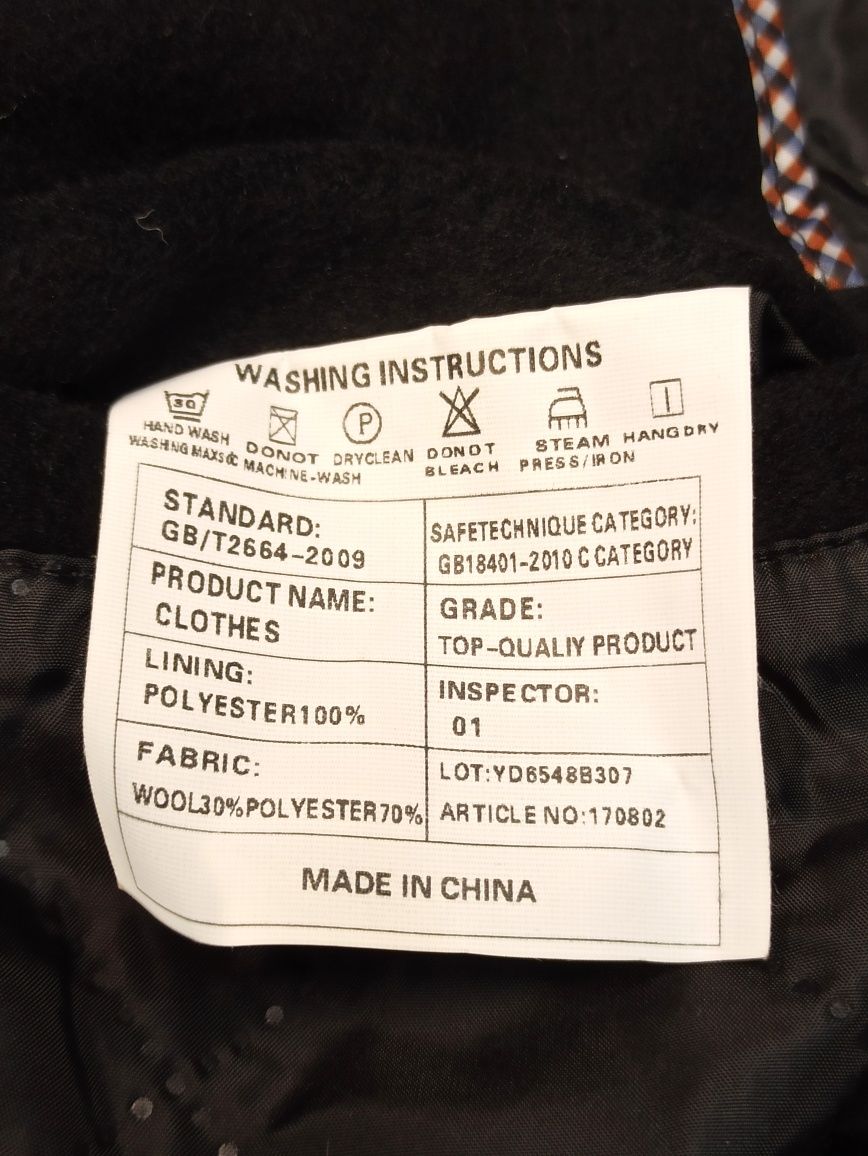 WASHING INSTRUCTIONS
30
P
HAND WASH
WASHING MAX30℃
DONOT
MACHINE-WASH
DRYCLEAN
DONOT
BLEACH
STEAM
PRESS/IRON
HANGDRY
STANDARD:
GB/T2664-2009
SAFETECHNIQUE CATEGORY:
GB18401-2010 C CATEGORY
PRODUCT NAME:
CLOTHES
GRADE:
TOP-QUALIY PRODUCT
LINING:
POLYESTER100%
INSPECTOR:
01
FABRIC:
WOOL30%POLYESTER70%
LOT:YD6548B307
ARTICLE NO:170802
MADE IN CHINA